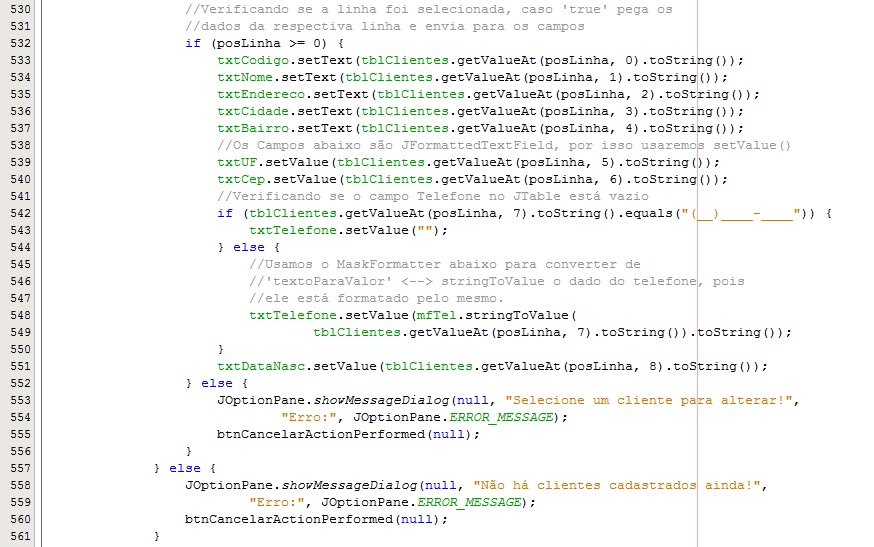 530 //Verificando se a linha foi selecionada, caso 'true' pega os
531 //dados da respectiva linha e envia para os campos
532 if (posLinha >= 0) {
533 txtCodigo.setText(tblClientes.getValueAt(posLinha, 0).toString());
534 txtNome.setText(tblClientes.getValueAt(posLinha, 1).toString());
535 txtEndereco.setText(tblClientes.getValueAt(posLinha, 2).toString());
536 txtCidade.setText(tblClientes.getValueAt(posLinha, 3).toString());
537 txtBairro.setText(tblClientes.getValueAt(posLinha, 4).toString());
538 //Os Campos abaixo são JFormattedTextField, por isso usaremos setValue()
539 txtUF.setValue(tblClientes.getValueAt(posLinha, 5).toString());
540 txtCep.setValue(tblClientes.getValueAt(posLinha, 6).toString());
541 //Verificando se o campo Telefone no JTable está vazio
542 if (tblClientes.getValueAt(posLinha, 7).toString().equals("(__)____-____")) {
543 txtTelefone.setValue("");
544 } else {
545 //Usamos o MaskFormatter abaixo para converter de
546 //'textoParaValor' <--> stringToValue o dado do telefone, pois
547 //ele está formatado pelo mesmo.
548 txtTelefone.setValue(mfTel.stringToValue(
549 tblClientes.getValueAt(posLinha, 7).toString()).toString());
550 }
551 txtDataNasc.setValue(tblClientes.getValueAt(posLinha, 8).toString());
552 } else {
553 JOptionPane.showMessageDialog(null, "Selecione um cliente para alterar!",
554 "Erro:", JOptionPane.ERROR_MESSAGE);
555 btnCancelarActionPerformed(null);
556 }
557 } else {
558 JOptionPane.showMessageDialog(null, "Não há clientes cadastrados ainda!",
559 "Erro:", JOptionPane.ERROR_MESSAGE);
560 btnCancelarActionPerformed(null);
561 }